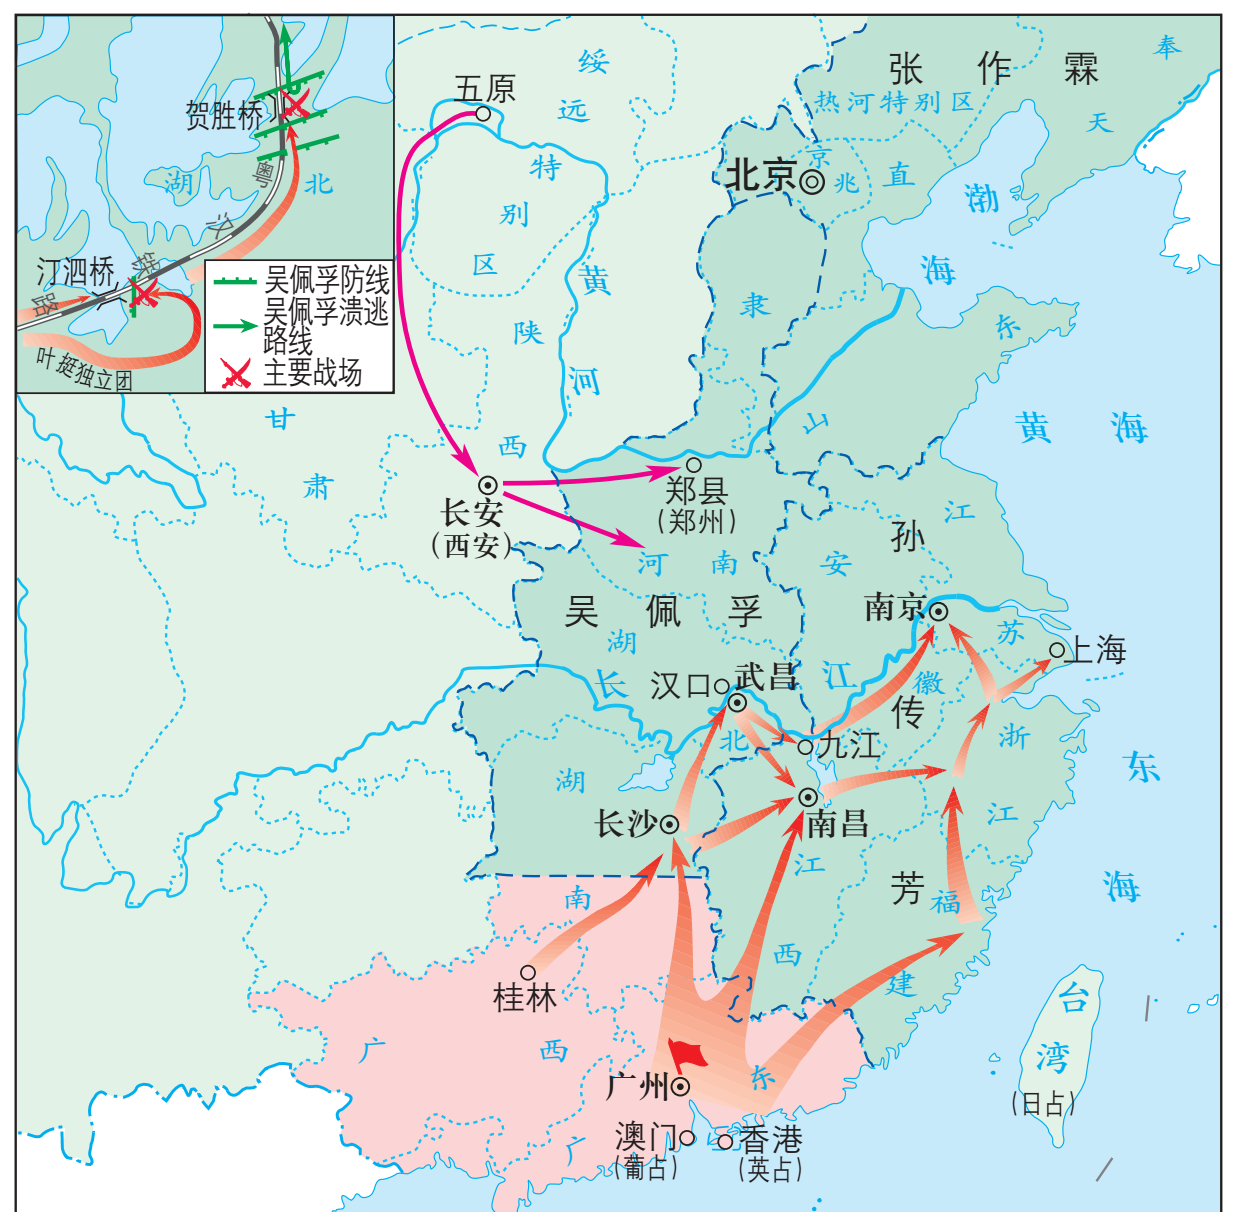 贺胜桥
湖
北
粤
汉
铁
路
汀泗桥
叶挺独立团
吴佩孚防线
吴佩孚溃逃
路线
主要战场
五原
绥
远
特
别
区
张作霖
热河特别区
奉
天
北京
京
兆
直
隶
渤
海
黄
河
陕
西
山
东
甘
肃
黄海
长安
(西安)
郑县
(郑州)
河南
吴佩孚
湖
北
安
徽
江
苏
孙
传
芳
南京
上海
汉口
武昌
长
江
九江
浙
江
东
海
湖
南
长沙
南昌
江
西
福
建
桂林
广
西
广
东
广州
澳门
(葡占)
香港
(英占)
台
湾
(日占)